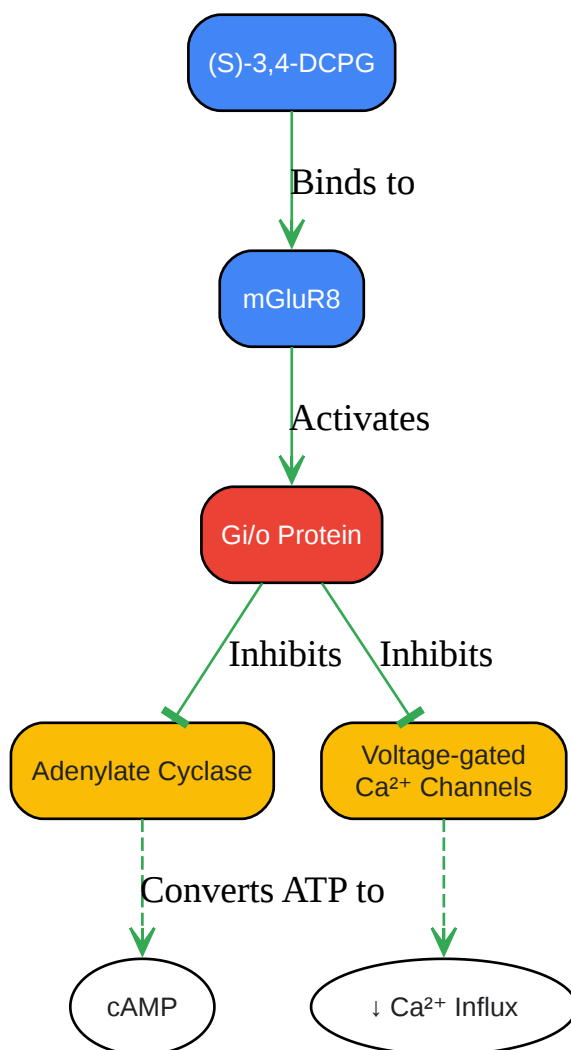 (S)-3,4-DCPG
Binds to
mGluR8
Activates
Gi/o Protein
Inhibits
Inhibits
Adenylate Cyclase
Voltage-gated
Ca²⁺ Channels
Converts ATP to
cAMP
↓ Ca²⁺ Influx